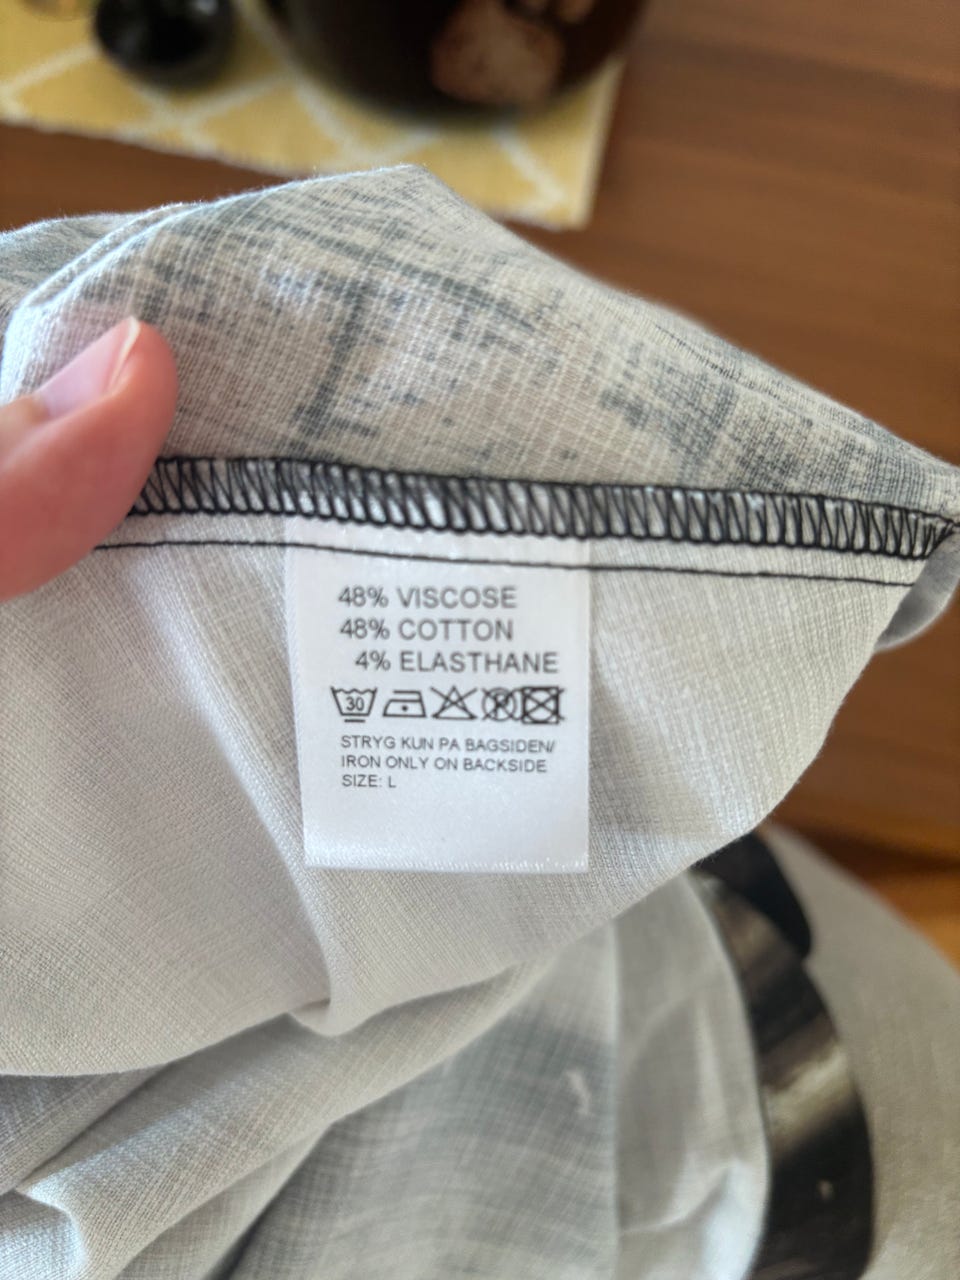 48% VISCOSE
48% COTTON
4% ELASTHANE
30
STRYG KUN PA BAGSIDEN/
IRON ONLY ON BACKSIDE
SIZE: L